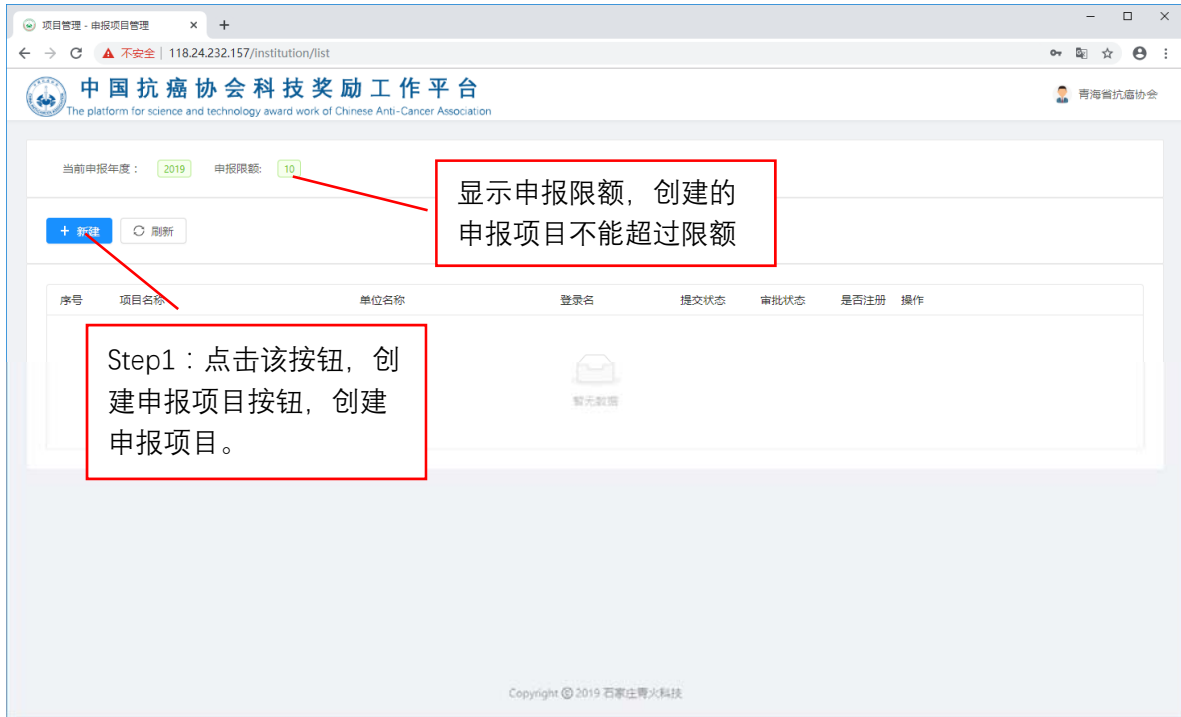 项目管理 - 申报项目管理
不安全 | 118.24.232.157/institution/list
中国抗癌协会科技奖励工作平台
The platform for science and technology award work of Chinese Anti-Cancer Association
青海省抗癌协会
当前申报年度： 2019 申报限额: 10
显示申报限额，创建的
申报项目不能超过限额
+ 新建 刷新
序号 项目名称 单位名称 登录名 提交状态 审批状态 是否注册 操作
Step1：点击该按钮，创
建申报项目按钮，创建
申报项目。
暂无数据
Copyright © 2019 石家庄青火科技